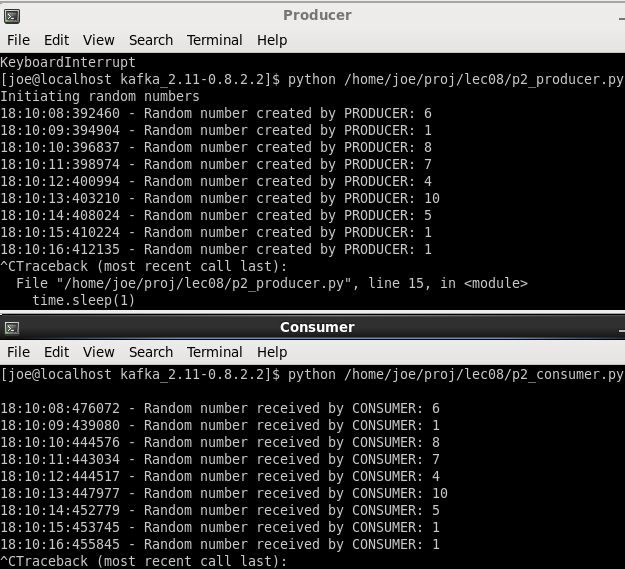 Producer
File Edit View Search Terminal Help
KeyboardInterrupt
[joe@localhost kafka_2.11-0.8.2.2]$ python /home/joe/proj/lec08/p2_producer.py
Initiating random numbers
18:10:08:392460 - Random number created by PRODUCER: 6
18:10:09:394904 - Random number created by PRODUCER: 1
18:10:10:396837 - Random number created by PRODUCER: 8
18:10:11:398974 - Random number created by PRODUCER: 7
18:10:12:400994 - Random number created by PRODUCER: 4
18:10:13:403210 - Random number created by PRODUCER: 10
18:10:14:408024 - Random number created by PRODUCER: 5
18:10:15:410224 - Random number created by PRODUCER: 1
18:10:16:412135 - Random number created by PRODUCER: 1
^CTraceback (most recent call last):
  File "/home/joe/proj/lec08/p2_producer.py", line 15, in <module>
    time.sleep(1)
Consumer
File Edit View Search Terminal Help
[joe@localhost kafka_2.11-0.8.2.2]$ python /home/joe/proj/lec08/p2_consumer.py
18:10:08:476072 - Random number received by CONSUMER: 6
18:10:09:439080 - Random number received by CONSUMER: 1
18:10:10:444576 - Random number received by CONSUMER: 8
18:10:11:443034 - Random number received by CONSUMER: 7
18:10:12:444517 - Random number received by CONSUMER: 4
18:10:13:447977 - Random number received by CONSUMER: 10
18:10:14:452779 - Random number received by CONSUMER: 5
18:10:15:453745 - Random number received by CONSUMER: 1
18:10:16:455845 - Random number received by CONSUMER: 1
^CTraceback (most recent call last):